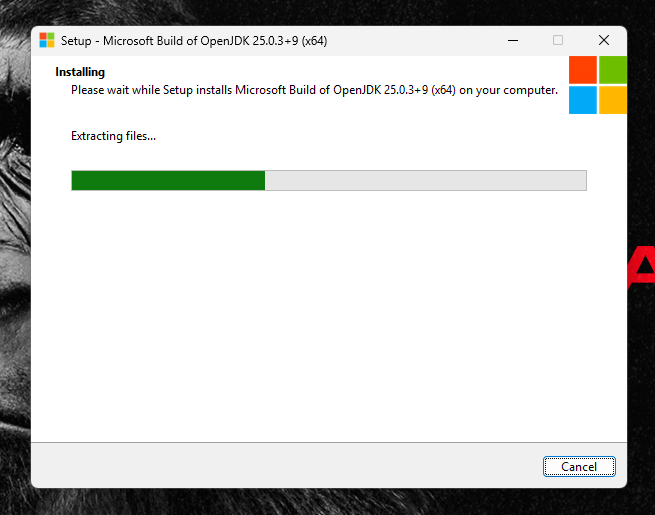 Setup - Microsoft Build of OpenJDK 25.0.3+9 (x64)
Installing
Please wait while Setup installs Microsoft Build of OpenJDK 25.0.3+9 (x64) on your computer.
Extracting files...
A
Cancel